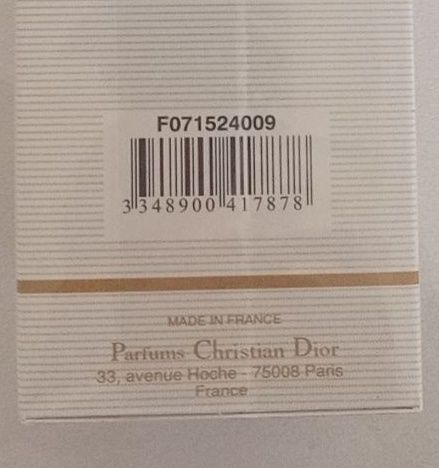 F071524009
3 348900 417878
MADE IN FRANCE
Parfums Christian Dior
33, avenue Hoche - 75008 Paris
France